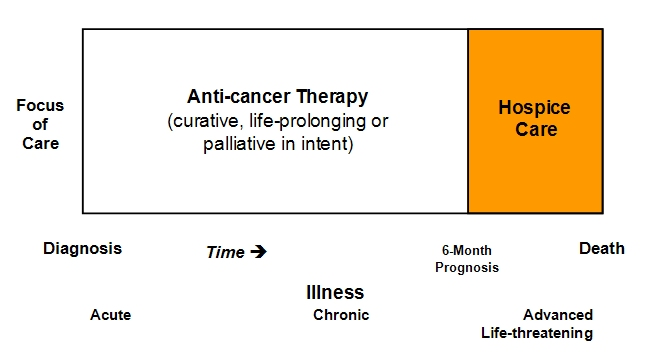 Anti-cancer Therapy
(curative, life-prolonging or
palliative in intent)
Hospice
Care
Focus
of
Care
Diagnosis
Time ➔
6-Month
Prognosis
Death
Illness
Acute
Chronic
Advanced
Life-threatening